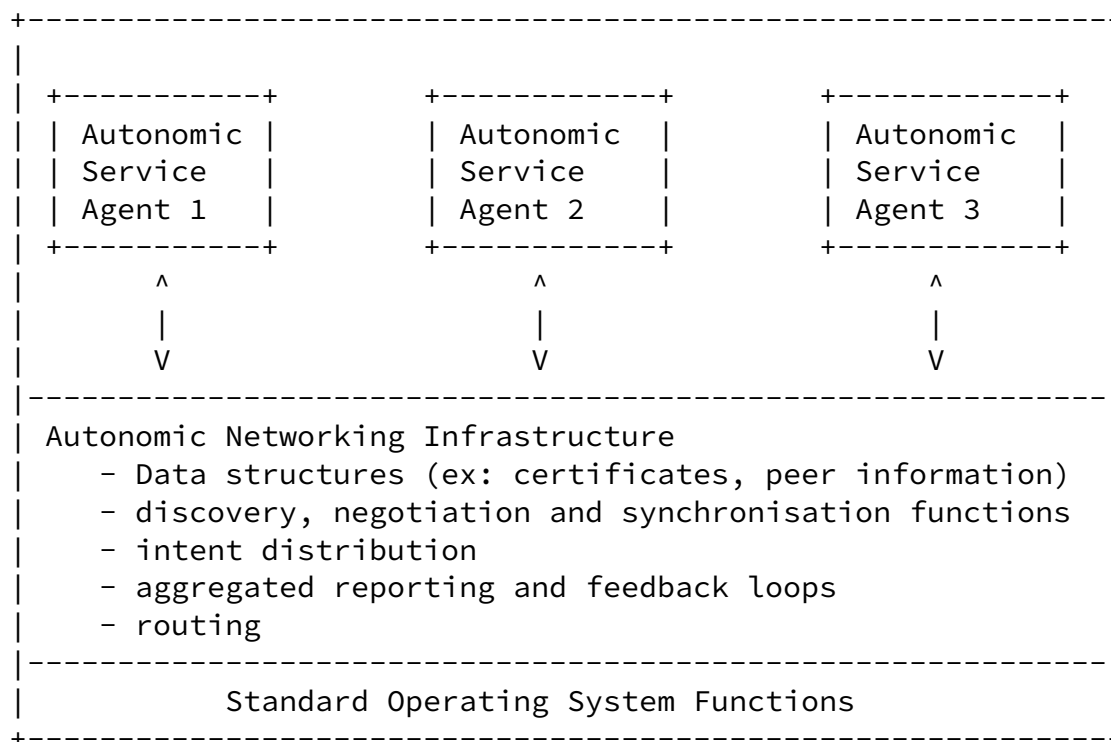 Autonomic Autonomic Autonomic
Service Service Service
Agent 1 Agent 2 Agent 3
Autonomic Networking Infrastructure
- Data structures (ex: certificates, peer information)
- discovery, negotiation and synchronisation functions
- intent distribution
- aggregated reporting and feedback loops
- routing
Standard Operating System Functions